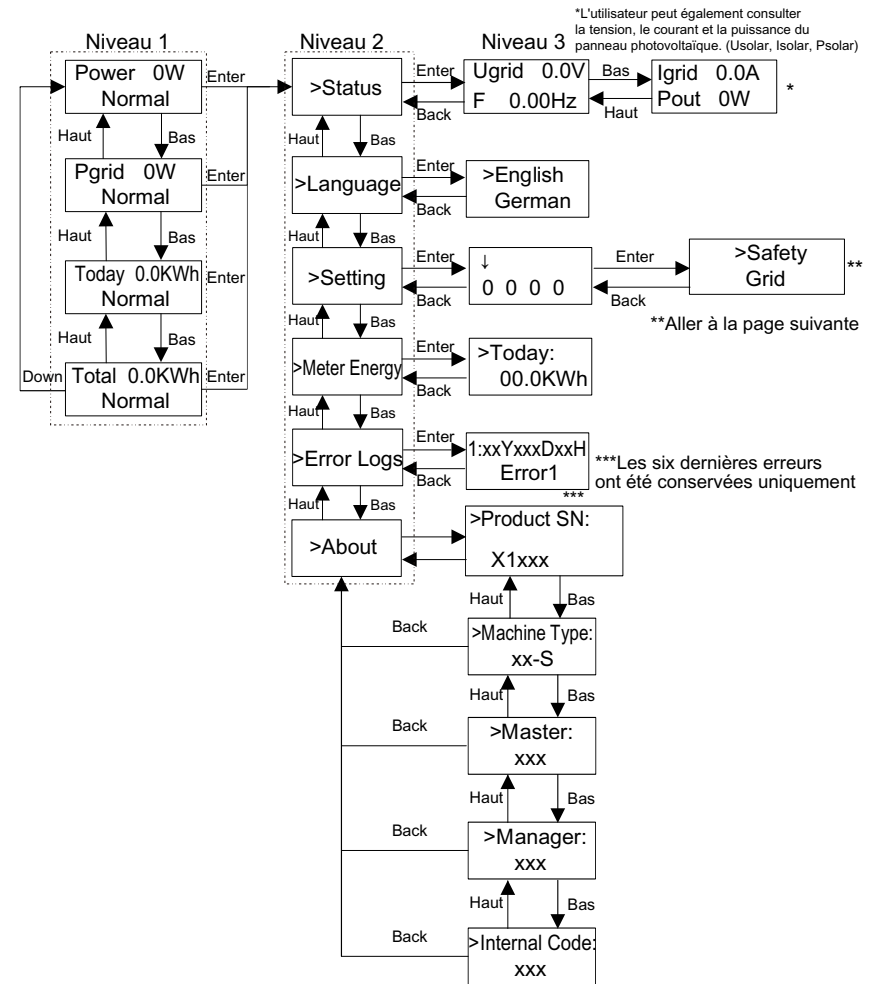 *L'utilisateur peut également consulter
la tension, le courant et la puissance du
panneau photovoltaïque. (Usolar, Isolar, Psolar)
Niveau 1
Niveau 2
Niveau 3
Power 0W
Normal
Enter
Haut
Bas
Pgrid 0W
Normal
Enter
Haut
Bas
Today 0.0KWh
Normal
Enter
Haut
Bas
Down
Total 0.0KWh
Normal
Enter
>Status
Enter
Back
Ugrid 0.0V
F 0.00Hz
Bas
Haut
Igrid 0.0A
Pout 0W
*
Haut
Bas
>Language
Enter
Back
>English
German
Haut
Bas
>Setting
Enter
Back
↓
0 0 0 0
Enter
Back
>Safety
Grid
**
**Aller à la page suivante
Haut
Bas
>Meter Energy
Enter
Back
>Today:
00.0KWh
Haut
Bas
>Error Logs
Enter
Back
1:xxYxxxDxxH
Error1
***Les six dernières erreurs
ont été conservées uniquement
***
Haut
Bas
>About
>Product SN:
X1xxx
Haut
Bas
Back
>Machine Type:
xx-S
Haut
Bas
Back
>Master:
xxx
Haut
Bas
Back
>Manager:
xxx
Haut
Bas
Back
>Internal Code:
xxx